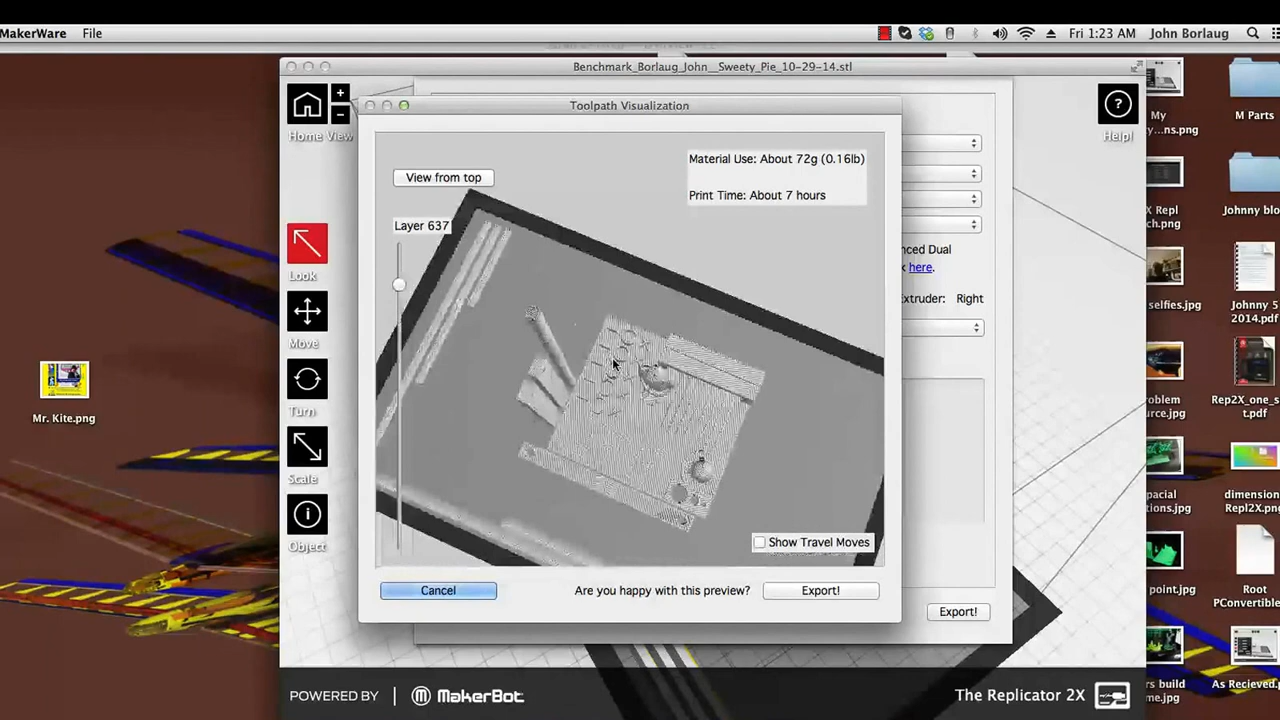 MakerWare File
Fri 1:23 AM John Borlaug
Benchmark_Borlaug_John__Sweety_Pie_10-29-14.stl
Toolpath Visualization
+
−
Home View
?
Help!
Material Use: About 72g (0.16lb)
Print Time: About 7 hours
View from top
Layer 637
Look
Move
Turn
Scale
i
Object
nced Dual
k here.
Extruder: Right
Show Travel Moves
Cancel
Are you happy with this preview?
Export!
Export!
POWERED BY | MakerBot
The Replicator 2X
Mr. Kite.png
My
y...ns.png
M Parts
2X Repl
ch.png
Johnny blo
selfies.jpg
Johnny 5
2014.pdf
roblem
ource.jpg
Rep2X_one_s
t.pdf
pacial
tions.jpg
dimension
Repl2X.png
point.jpg
Root
PConvertible
rs build
me.jpg
As Recieved.p